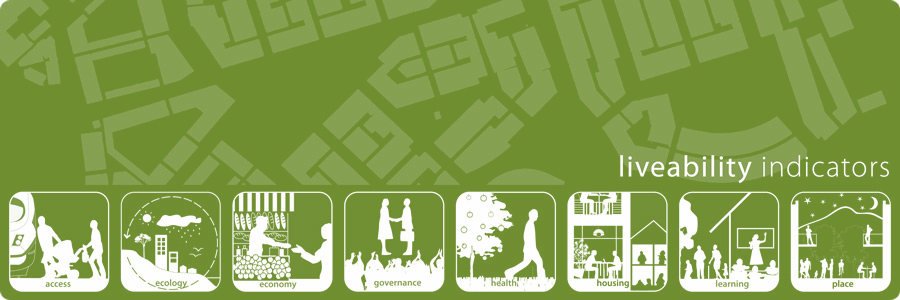 liveability indicators
access
ecology
economy
governance
health
housing
learning
place